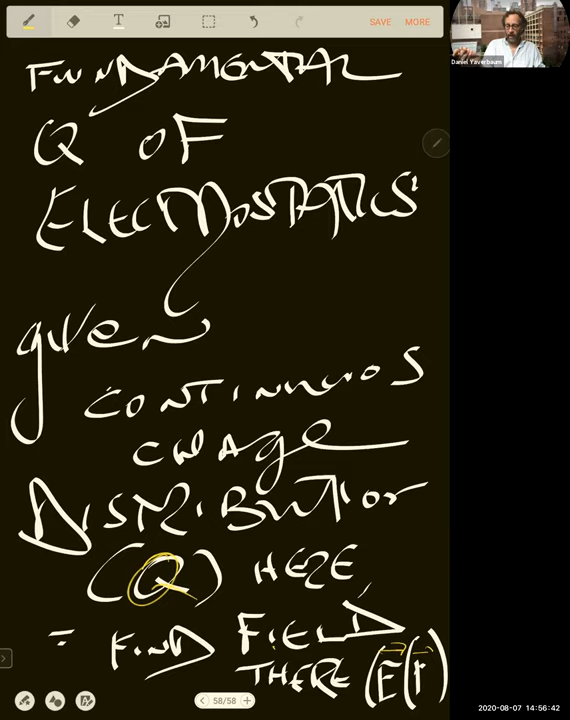 SAVE MORE
Daniel Yaverbaum
FUNDAMENTAL
Q OF
ELECTROSTATICS
given
CONTINUOUS
CHARGE
DISTRIBUTION
(Q) HERE,
= FIND FIELD
THERE (E(r)
58/58
2020-08-07 14:56:42